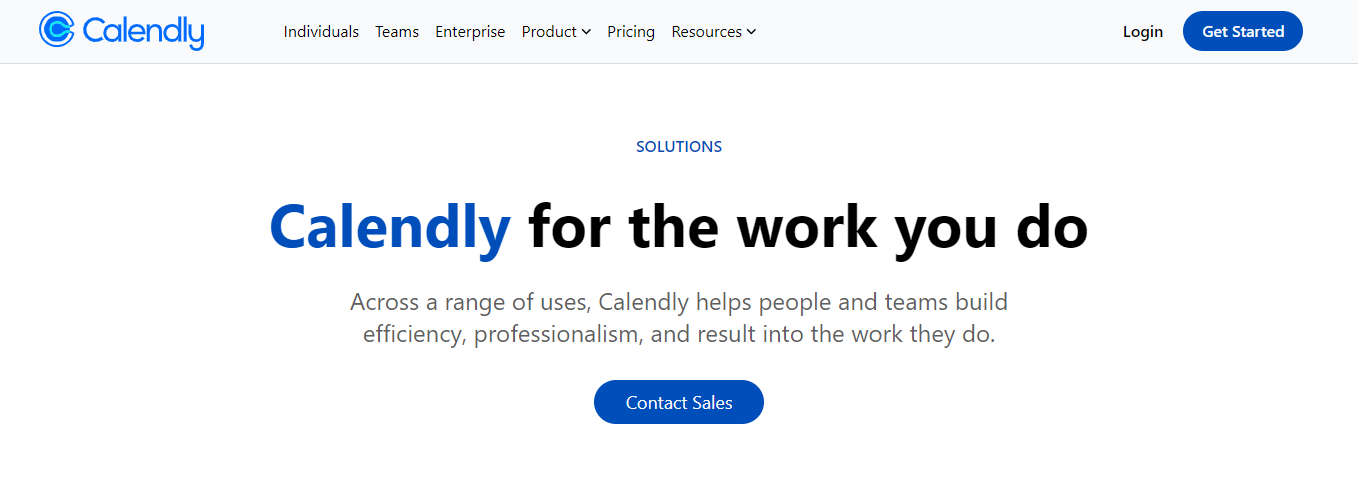 Calendly
Individuals Teams Enterprise Product Pricing Resources Login Get Started
SOLUTIONS
Calendly for the work you do
Across a range of uses, Calendly helps people and teams build
efficiency, professionalism, and result into the work they do.
Contact Sales